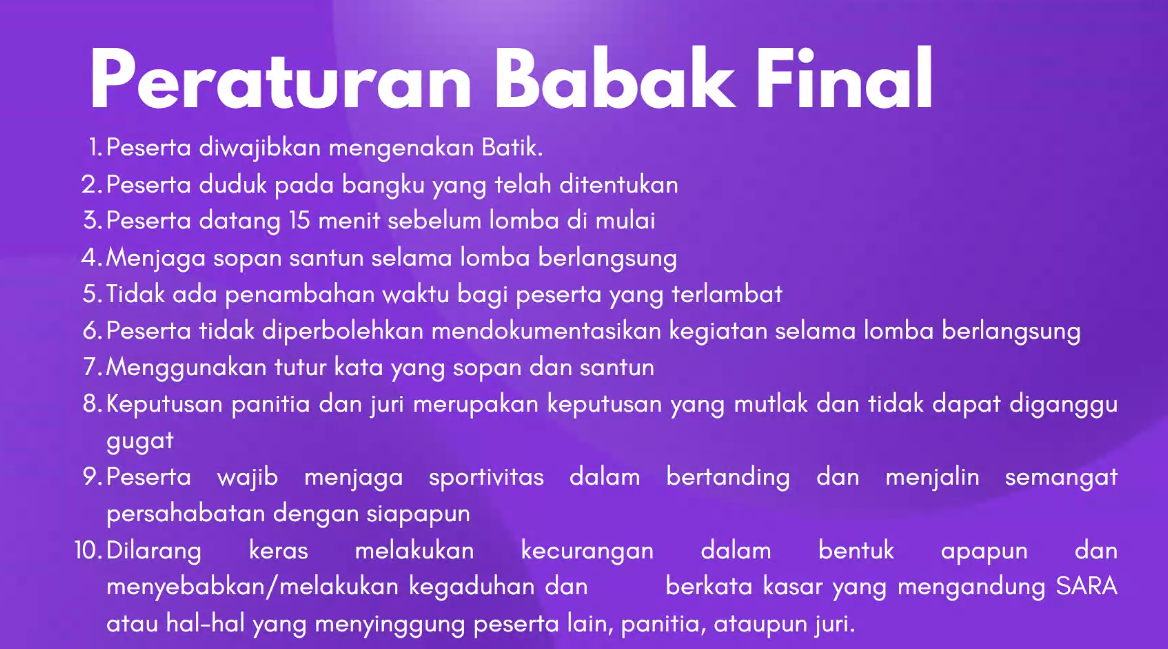 Peraturan Babak Final
1. Peserta diwajibkan mengenakan Batik.
2. Peserta duduk pada bangku yang telah ditentukan
3. Peserta datang 15 menit sebelum lomba di mulai
4. Menjaga sopan santun selama lomba berlangsung
5. Tidak ada penambahan waktu bagi peserta yang terlambat
6. Peserta tidak diperbolehkan mendokumentasikan kegiatan selama lomba berlangsung
7. Menggunakan tutur kata yang sopan dan santun
8. Keputusan panitia dan juri merupakan keputusan yang mutlak dan tidak dapat diganggu
gugat
9. Peserta wajib menjaga sportivitas dalam bertanding dan menjalin semangat
persahabatan dengan siapapun
10. Dilarang keras melakukan kecurangan dalam bentuk apapun dan
menyebabkan/melakukan kegaduhan dan berkata kasar yang mengandung SARA
atau hal-hal yang menyinggung peserta lain, panitia, ataupun juri.